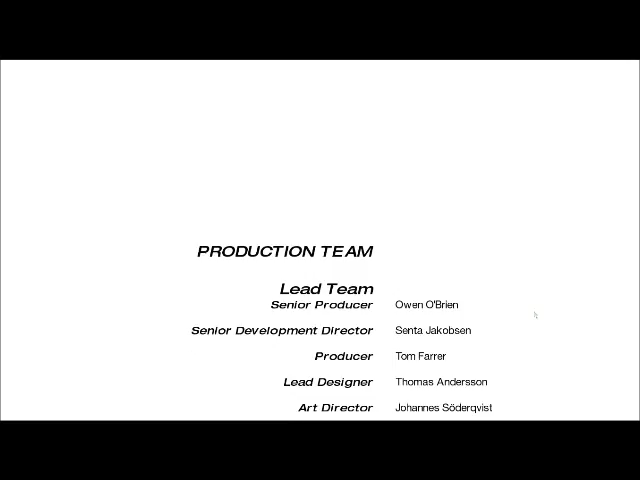 PRODUCTION TEAM
Lead Team
Senior Producer Owen O'Brien
Senior Development Director Senta Jakobsen
Producer Tom Farrer
Lead Designer Thomas Andersson
Art Director Johannes Söderqvist